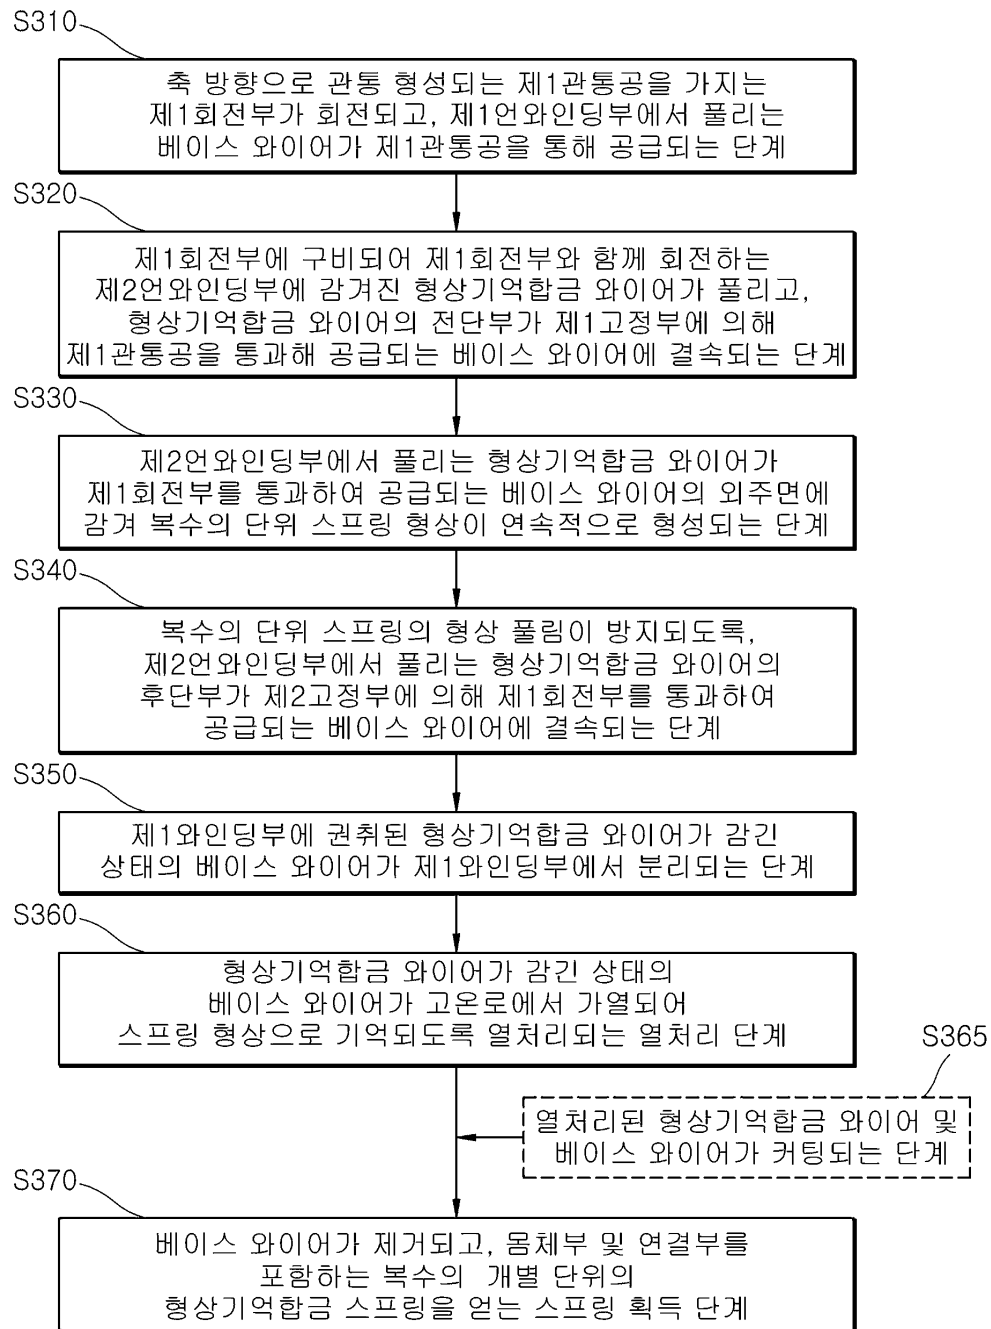 S310
축 방향으로 관통 형성되는 제1관통공을 가지는
제1회전부가 회전되고, 제1언와인딩부에서 풀리는
베이스 와이어가 제1관통공을 통해 공급되는 단계
S320
제1회전부에 구비되어 제1회전부와 함께 회전하는
제2언와인딩부에 감겨진 형상기억합금 와이어가 풀리고,
형상기억합금 와이어의 전단부가 제1고정부에 의해
제1관통공을 통과해 공급되는 베이스 와이어에 결속되는 단계
S330
제2언와인딩부에서 풀리는 형상기억합금 와이어가
제1회전부를 통과하여 공급되는 베이스 와이어의 외주면에
감겨 복수의 단위 스프링 형상이 연속적으로 형성되는 단계
S340
복수의 단위 스프링의 형상 풀림이 방지되도록,
제2언와인딩부에서 풀리는 형상기억합금 와이어의
후단부가 제2고정부에 의해 제1회전부를 통과하여
공급되는 베이스 와이어에 결속되는 단계
S350
제1와인딩부에 권취된 형상기억합금 와이어가 감긴
상태의 베이스 와이어가 제1와인딩부에서 분리되는 단계
S360
형상기억합금 와이어가 감긴 상태의
베이스 와이어가 고온로에서 가열되어
스프링 형상으로 기억되도록 열처리되는 열처리 단계
S365
열처리된 형상기억합금 와이어 및
베이스 와이어가 커팅되는 단계
S370
베이스 와이어가 제거되고, 몸체부 및 연결부를
포함하는 복수의 개별 단위의
형상기억합금 스프링을 얻는 스프링 획득 단계